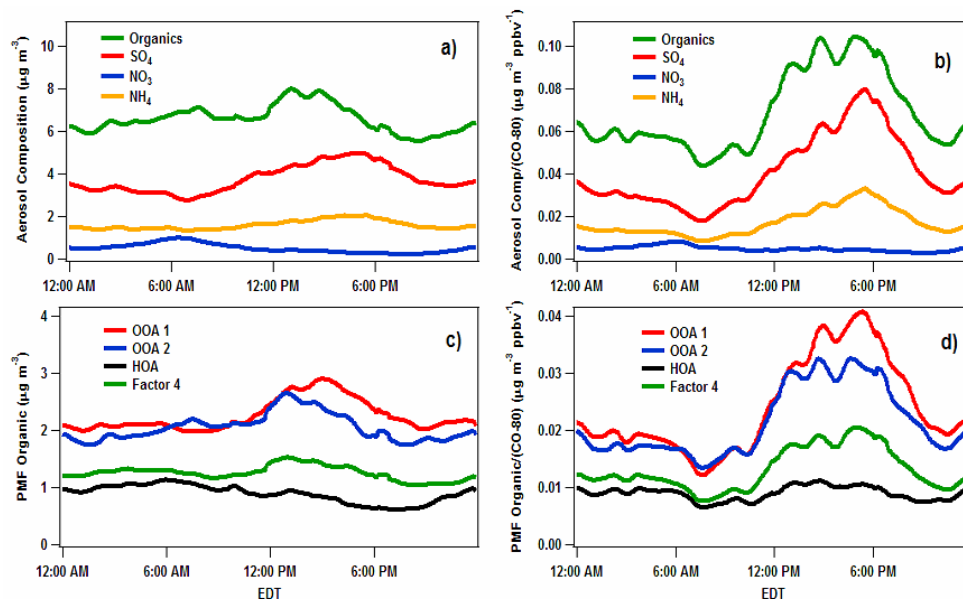 Aerosol Composition (µg m⁻³)
10
8
6
4
2
0
Organics
SO₄
NO₃
NH₄
a)
12:00 AM 6:00 AM 12:00 PM 6:00 PM
Aerosol Comp/(CO-80) (µg m⁻³ ppbv⁻¹)
0.10
0.08
0.06
0.04
0.02
0.00
Organics
SO₄
NO₃
NH₄
b)
12:00 AM 6:00 AM 12:00 PM 6:00 PM
PMF Organic (µg m⁻³)
4
3
2
1
0
OOA 1
OOA 2
HOA
Factor 4
c)
12:00 AM 6:00 AM 12:00 PM 6:00 PM
EDT
PMF Organic/(CO-80) (µg m⁻³ ppbv⁻¹)
0.04
0.03
0.02
0.01
0.00
OOA 1
OOA 2
HOA
Factor 4
d)
12:00 AM 6:00 AM 12:00 PM 6:00 PM
EDT